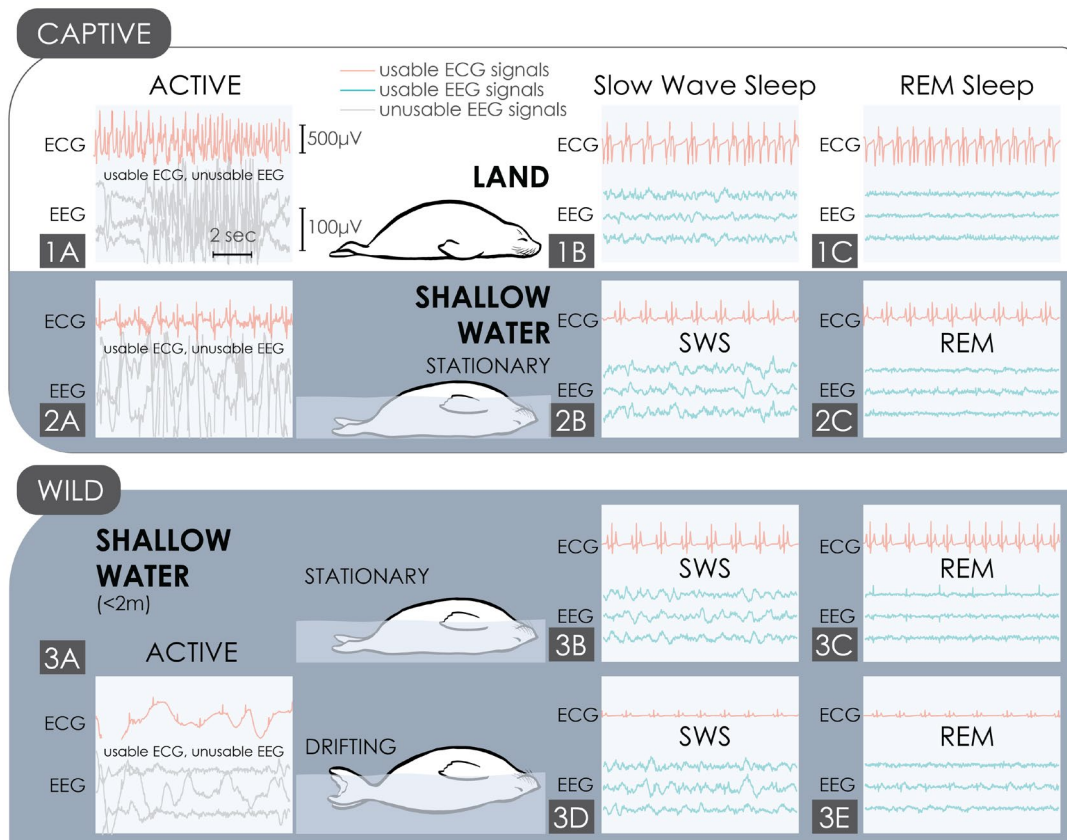 CAPTIVE
ACTIVE
usable ECG signals
usable EEG signals
unusable EEG signals
Slow Wave Sleep
REM Sleep
ECG
500µV
usable ECG, unusable EEG
EEG
100µV
2 sec
1A
LAND
ECG
EEG
1B
ECG
EEG
1C
ECG
usable ECG, unusable EEG
EEG
2A
SHALLOW
WATER
STATIONARY
ECG
SWS
EEG
2B
ECG
REM
EEG
2C
WILD
SHALLOW
WATER
(<2m)
3A
ACTIVE
STATIONARY
ECG
SWS
EEG
3B
ECG
REM
EEG
3C
ECG
usable ECG, unusable EEG
EEG
DRIFTING
ECG
SWS
EEG
3D
ECG
REM
EEG
3E